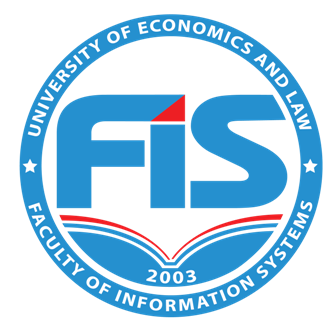 UNIVERSITY OF ECONOMICS AND LAW
FiS
2003
FACULTY OF INFORMATION SYSTEMS